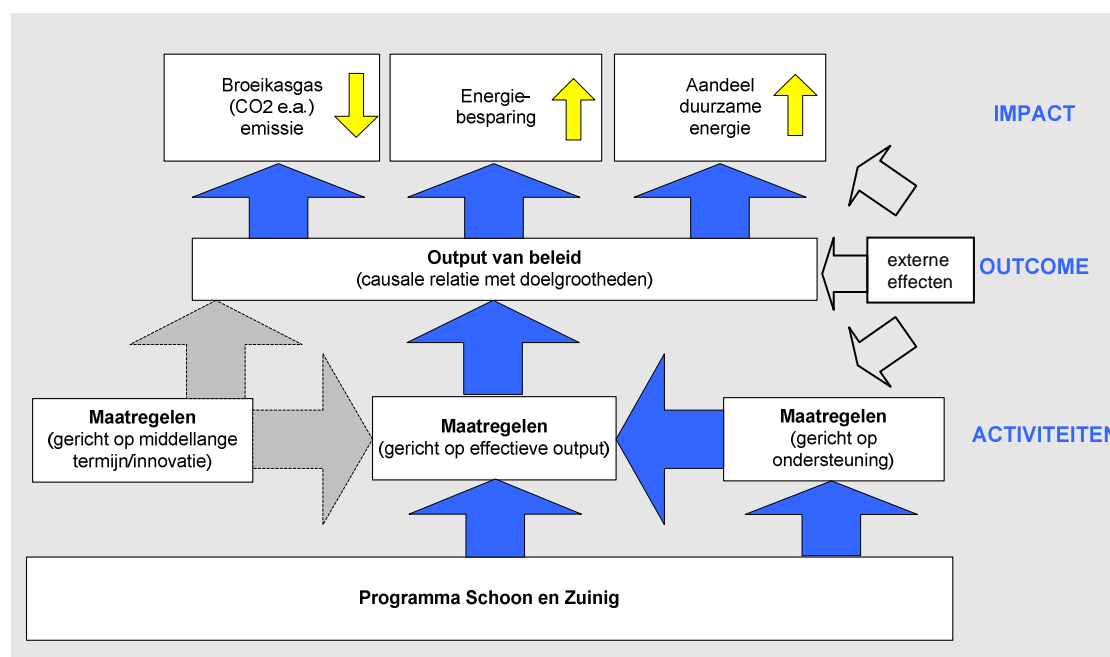 Broeikasgas
(CO2 e.a.)
emissie
Energie-
besparing
Aandeel
duurzame
energie
IMPACT
Output van beleid
(causale relatie met doelgrootheden)
externe
effecten
OUTCOME
Maatregelen
(gericht op middellange
termijn/innovatie)
Maatregelen
(gericht op effectieve output)
Maatregelen
(gericht op
ondersteuning)
ACTIVITEITEN
Programma Schoon en Zuinig